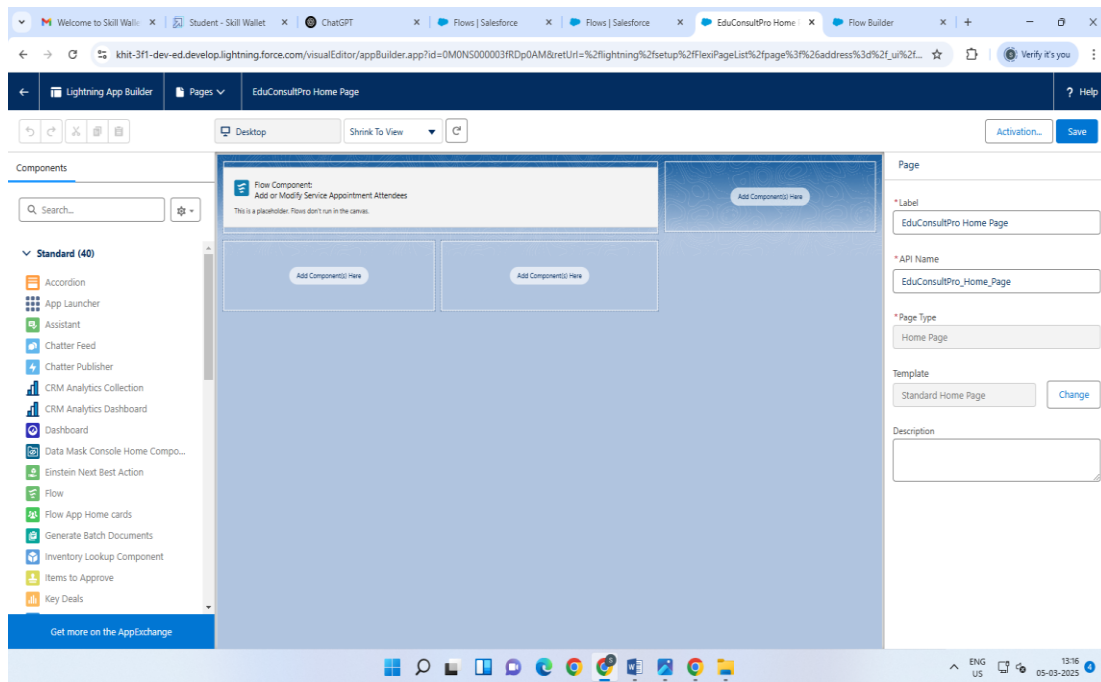 Welcome to Skill Walle
Student - Skill Wallet
ChatGPT
Flows | Salesforce
Flows | Salesforce
EduConsultPro Home
Flow Builder
khit-3f1-dev-ed.develop.lightning.force.com/visualEditor/appBuilder.app?id=0M0NS000003fRDp0AM&retUrl=%2flightning%2fsetup%2fFlexiPageList%2fpage%3f%26address%3d%2f_ui%2f...
Verify it's you
Lightning App Builder
Pages
EduConsultPro Home Page
? Help
Desktop
Shrink To View
Activation...
Save
Components
Page
Search...
Flow Component:
Add or Modify Service Appointment Attendees
This is a placeholder. Flows don't run in the canvas.
Add Component(s) Here
*Label
EduConsultPro Home Page
Standard (40)
*API Name
Accordion
Add Component(s) Here
Add Component(s) Here
EduConsultPro_Home_Page
App Launcher
Assistant
*Page Type
Chatter Feed
Home Page
Chatter Publisher
Template
CRM Analytics Collection
Standard Home Page
Change
CRM Analytics Dashboard
Dashboard
Description
Data Mask Console Home Compo...
Einstein Next Best Action
Flow
Flow App Home cards
Generate Batch Documents
Inventory Lookup Component
Items to Approve
Key Deals
Get more on the AppExchange
ENG
US
13:16
05-03-2025
4